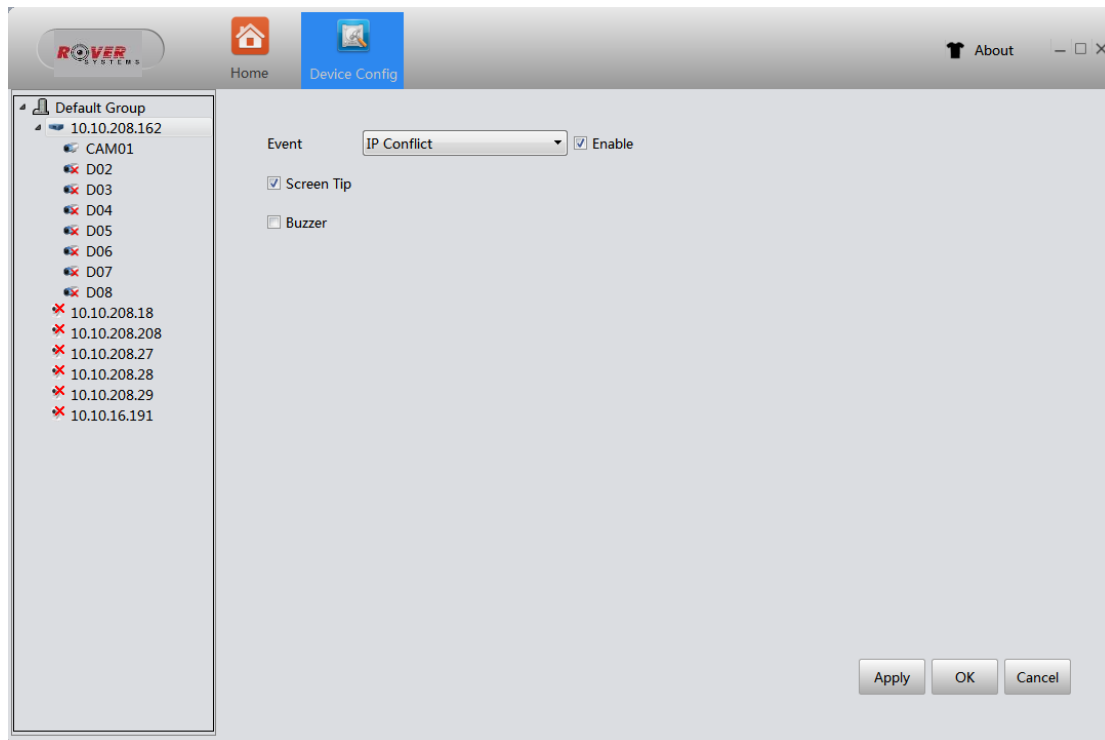 ROVER
SYSTEMS
Home
Device Config
About
Default Group
10.10.208.162
CAM01
D02
D03
D04
D05
D06
D07
D08
10.10.208.18
10.10.208.208
10.10.208.27
10.10.208.28
10.10.208.29
10.10.16.191
Event IP Conflict Enable
Screen Tip
Buzzer
Apply OK Cancel